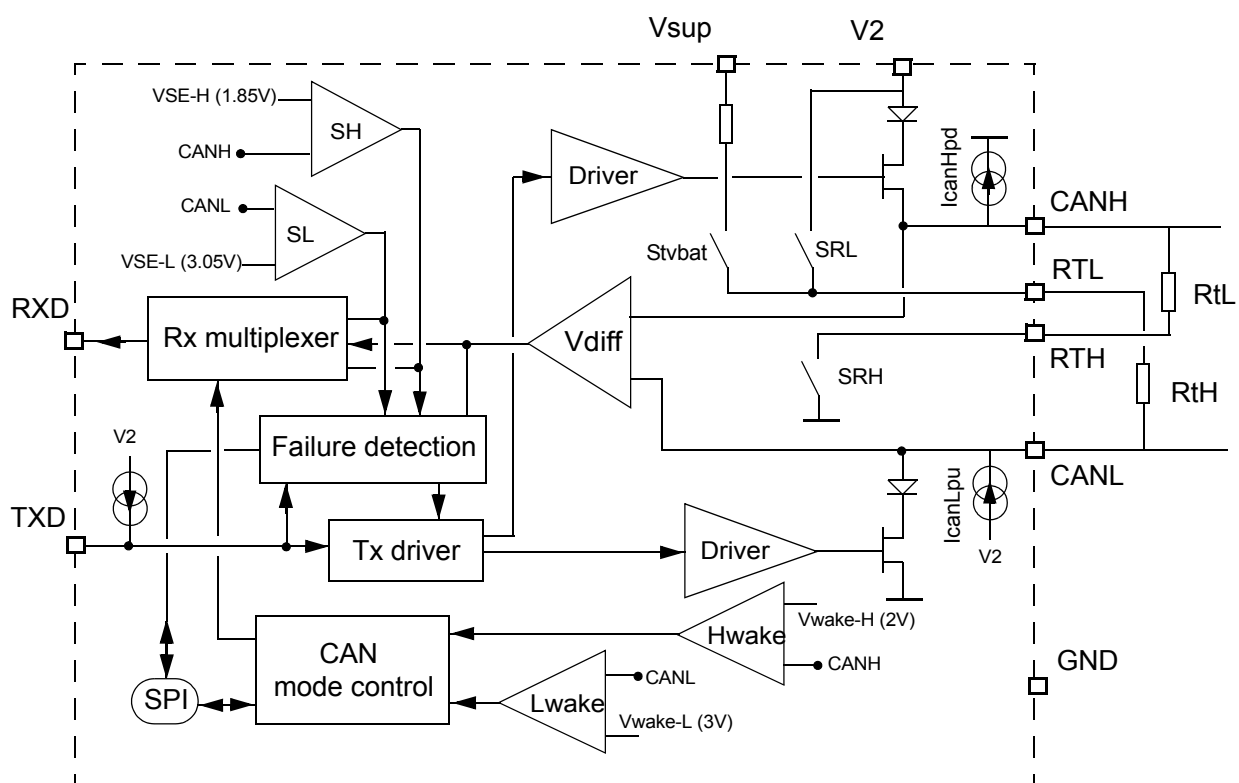 Vsup
V2
VSE-H (1.85V)
SH
CANH
CANL
SL
VSE-L (3.05V)
Driver
IcanHpd
CANH
Stvbat
SRL
RTL
RtL
RXD
Rx multiplexer
Vdiff
RTH
SRH
RtH
V2
Failure detection
CANL
IcanLpu
TXD
Tx driver
Driver
V2
Vwake-H (2V)
Hwake
CANH
CAN
mode control
CANL
Lwake
Vwake-L (3V)
SPI
GND